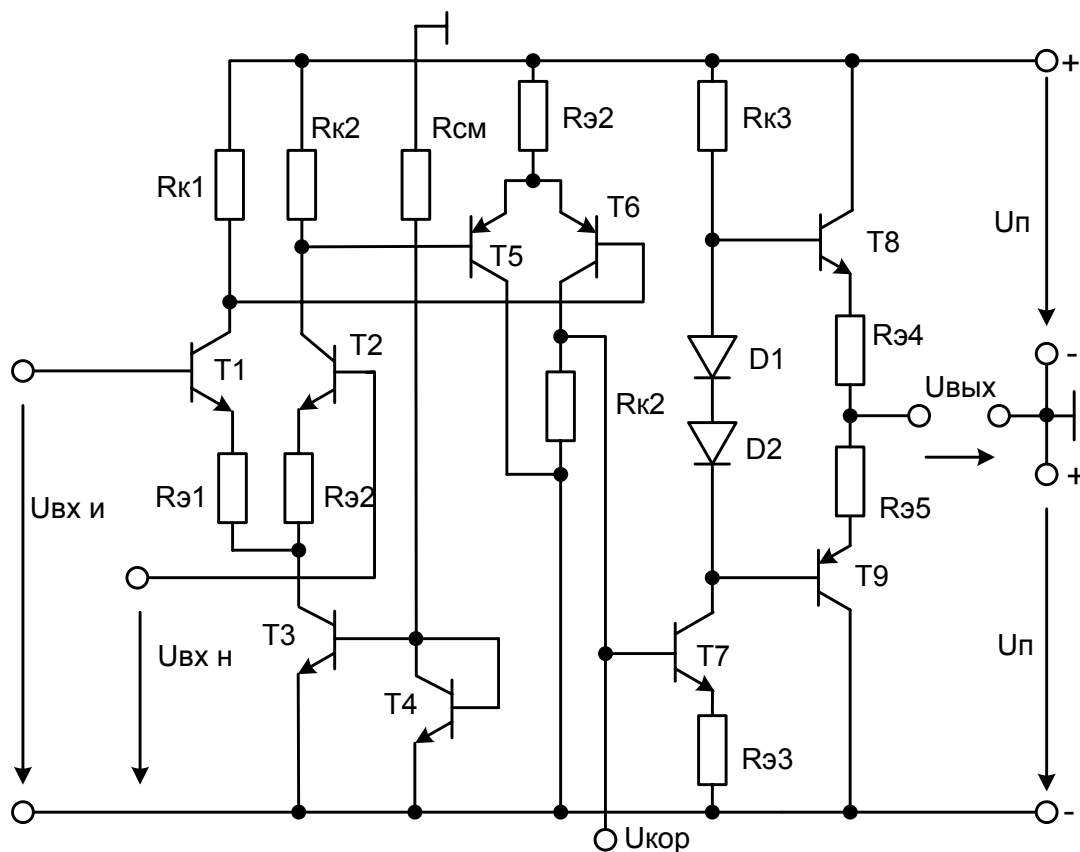 +
Rк2
Rсм
Rэ2
Rк3
Rк1
T6
Uп
T5
T8
T2
Rэ4
-
T1
D1
Uвых
Rк2
D2
+
Rэ1
Rэ2
Rэ5
Uвх и
T9
T3
Uвх н
T7
Uп
T4
Rэ3
-
Uкор